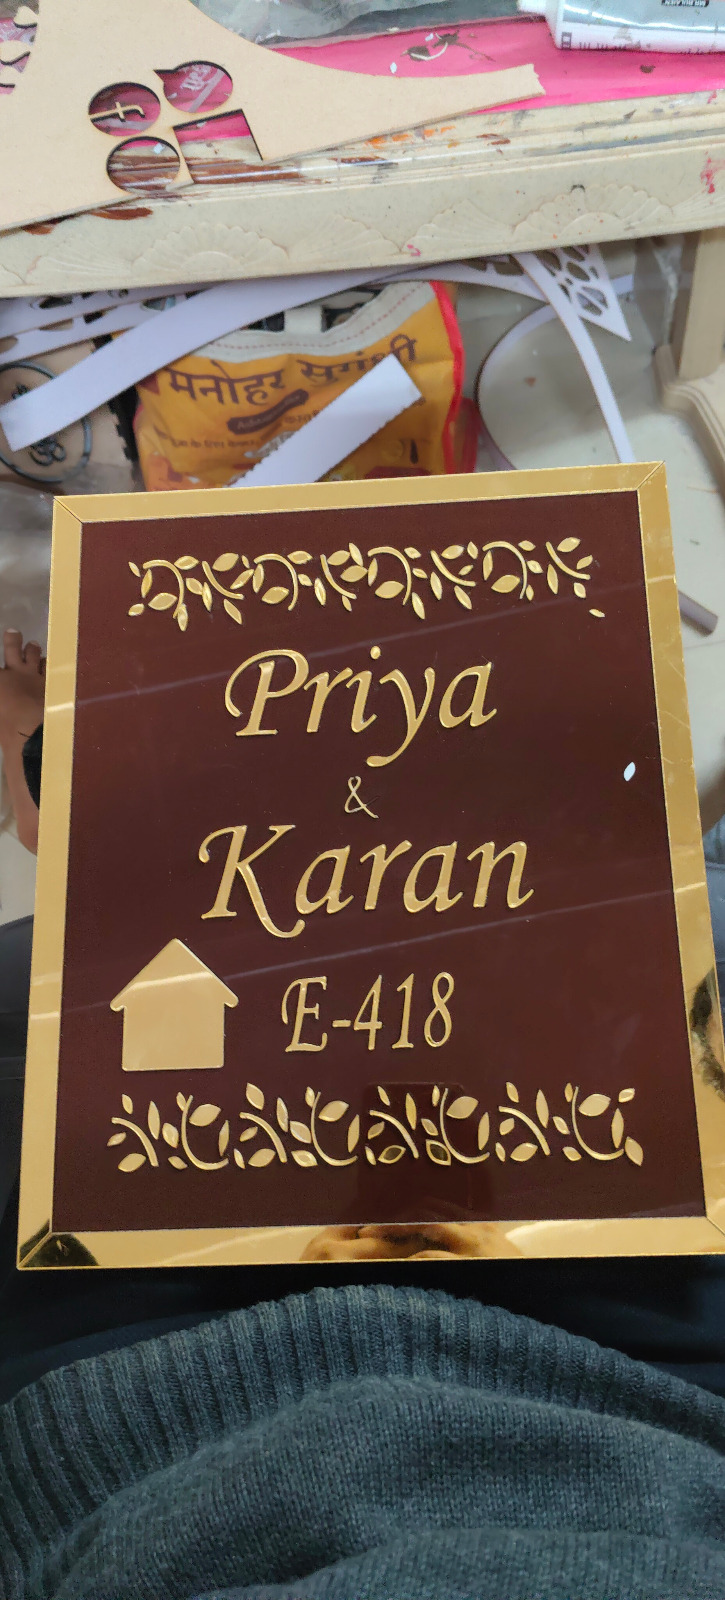 f
मनोहर सुगंधी
Priya
&
Karan
E-418